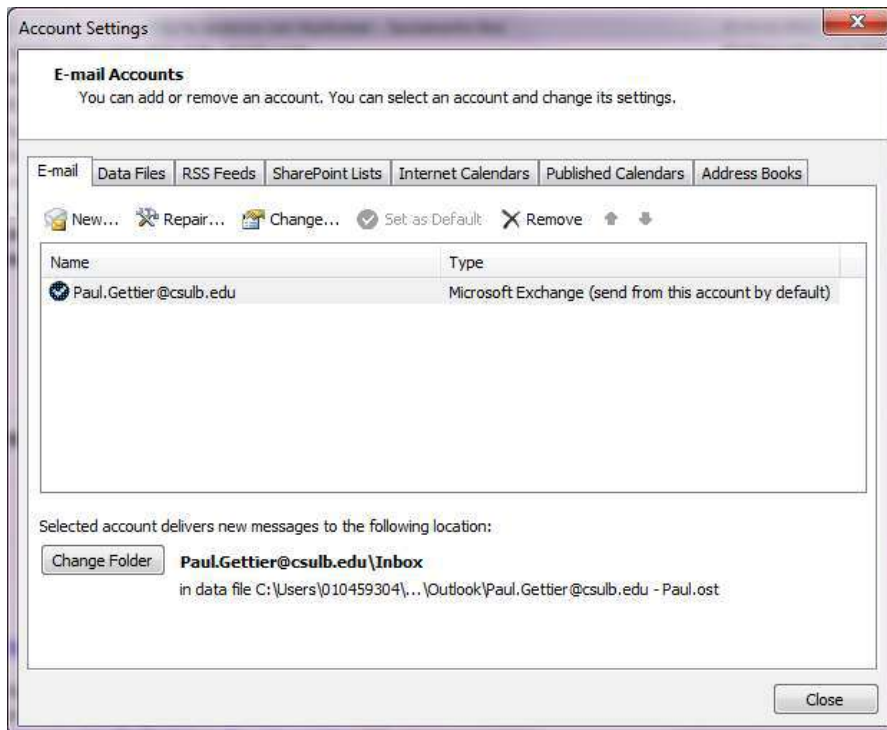 Account Settings
E-mail Accounts
You can add or remove an account. You can select an account and change its settings.
E-mail Data Files RSS Feeds SharePoint Lists Internet Calendars Published Calendars Address Books
New... Repair... Change... Set as Default Remove
Name Type
Paul.Gettier@csulb.edu Microsoft Exchange (send from this account by default)
Selected account delivers new messages to the following location:
Change Folder Paul.Gettier@csulb.edu\Inbox
in data file C:\Users\010459304\...\Outlook\Paul.Gettier@csulb.edu - Paul.ost
Close